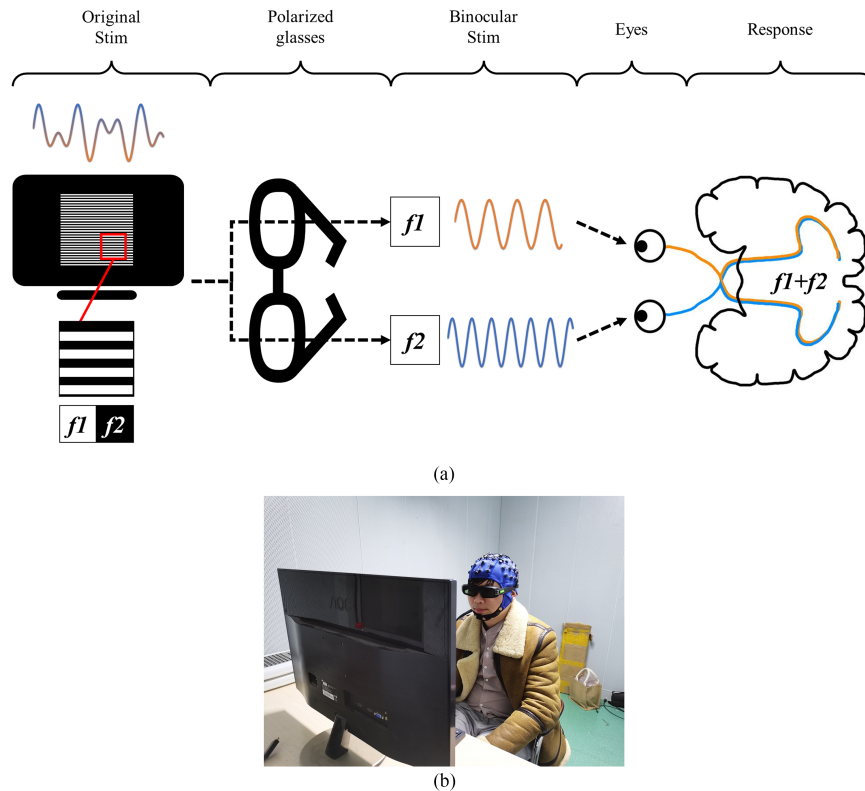 Original
Stim
Polarized
glasses
Binocular
Stim
Eyes
Response
f1
f2
f1+f2
f1 f2
(a)
AOC
(b)